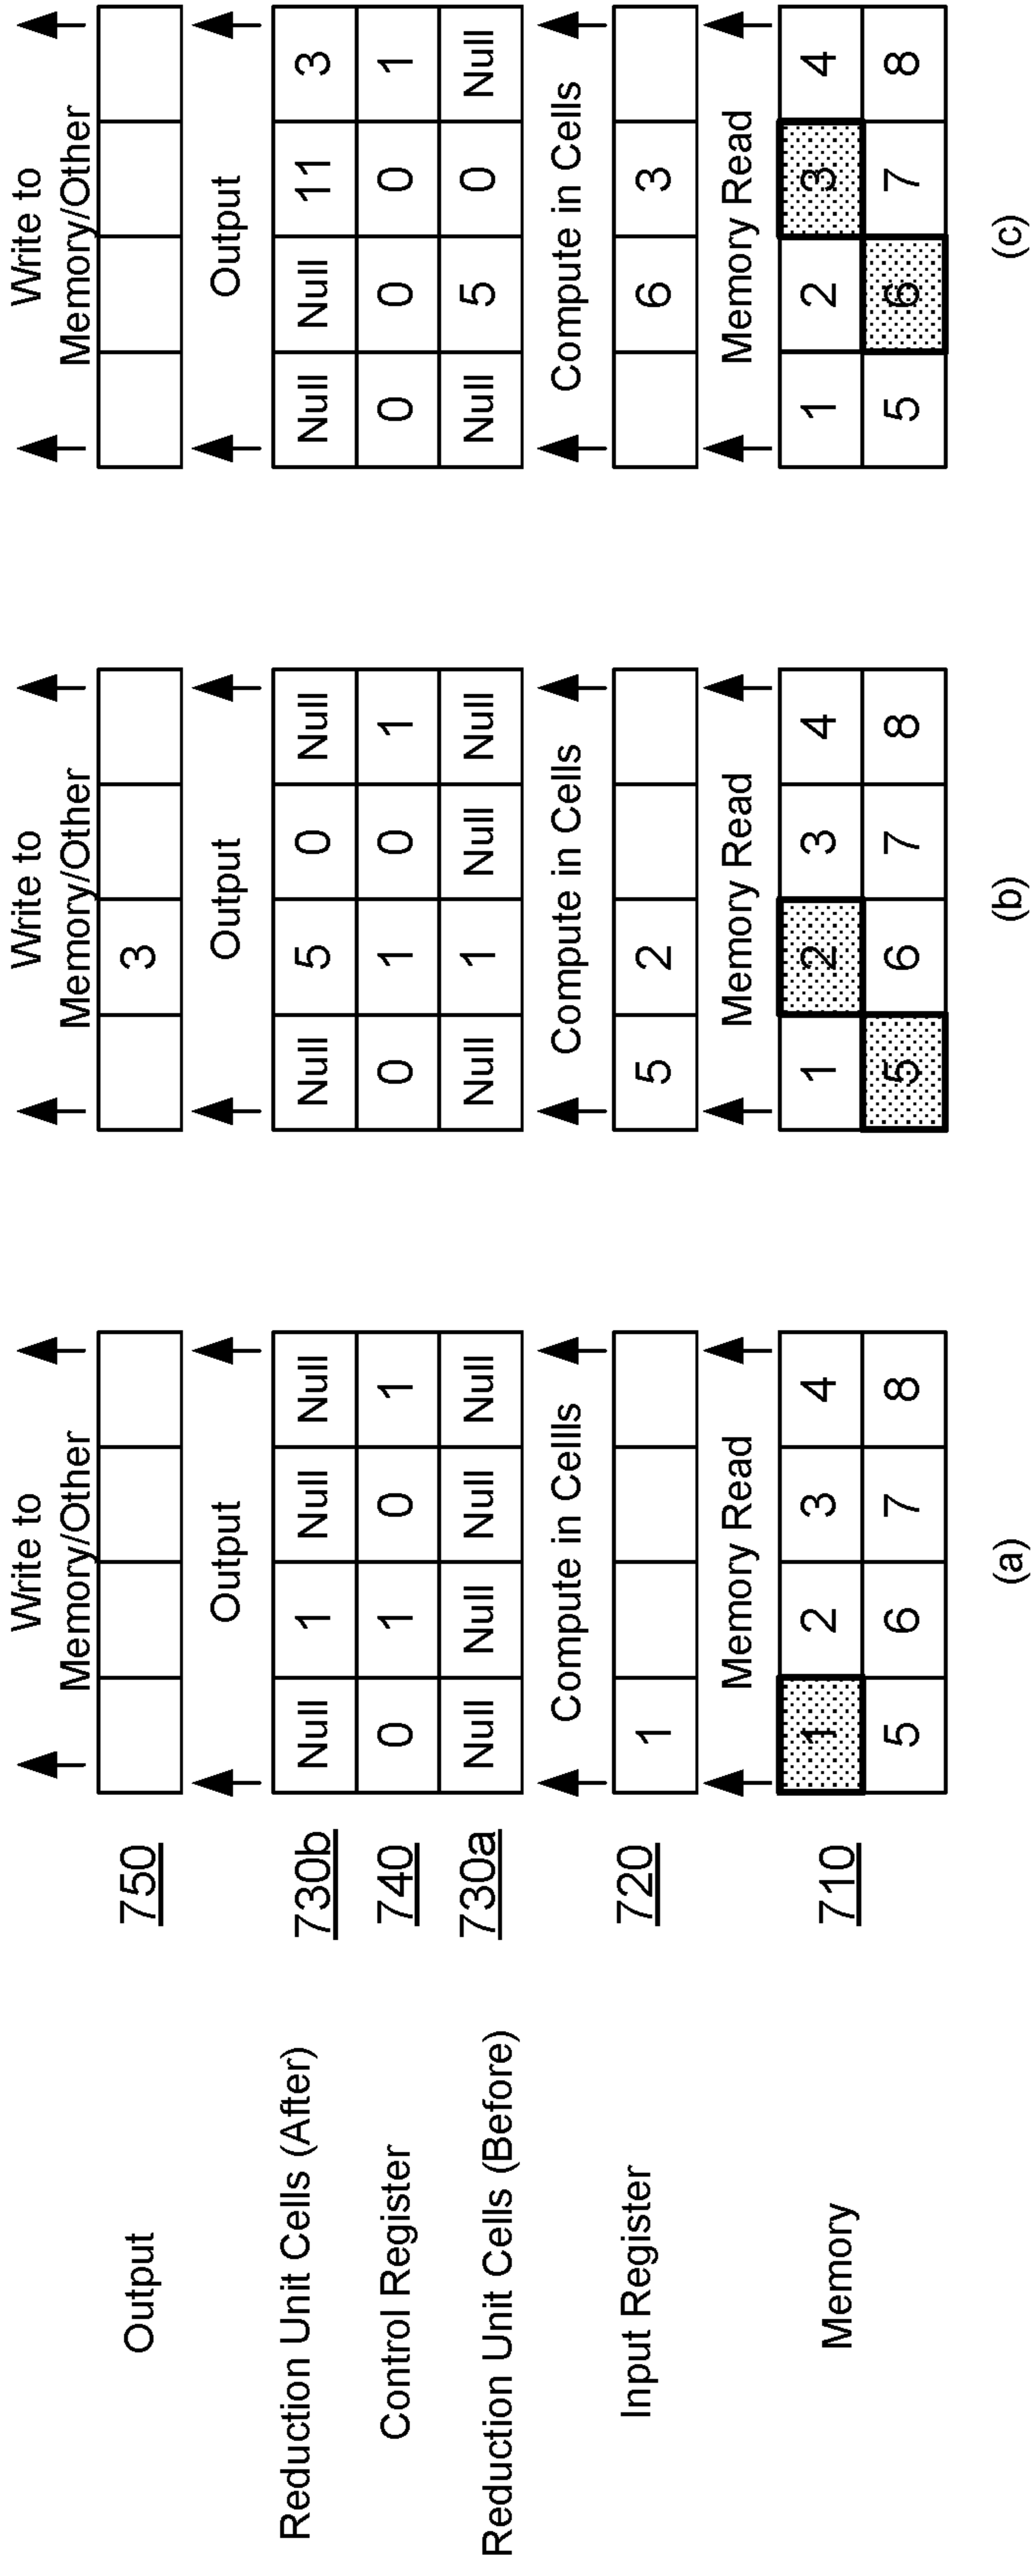 Write to Write to Write to
Memory/Other Memory/Other Memory/Other
Output 750 3
Output Output Output
Reduction Unit Cells (After) 730b Null 1 Null Null Null 5 0 Null Null Null 11 3
Control Register 740 0 1 0 1 0 1 0 1 0 0 0 1
Reduction Unit Cells (Before) 730a Null Null Null Null Null 1 Null Null Null 5 0 Null
Compute in Cellls Compute in Cells Compute in Cells
Input Register 720 1 5 2 6 3
Memory Read Memory Read Memory Read
Memory 710 1 2 3 4 1 2 3 4 1 2 3 4
5 6 7 8 5 6 7 8 5 6 7 8
(a) (b) (c)